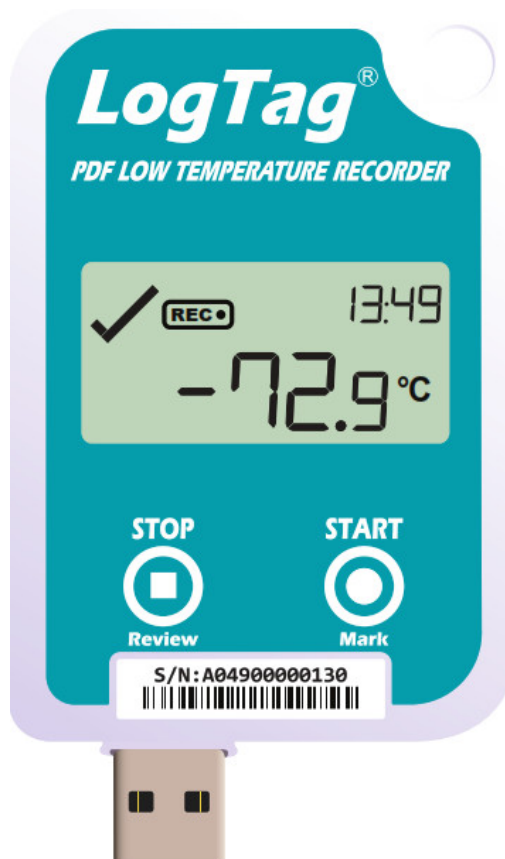 LogTag®
PDF LOW TEMPERATURE RECORDER
REC 13:49
-72.9 °C
STOP START
Review Mark
S/N:A04900000130